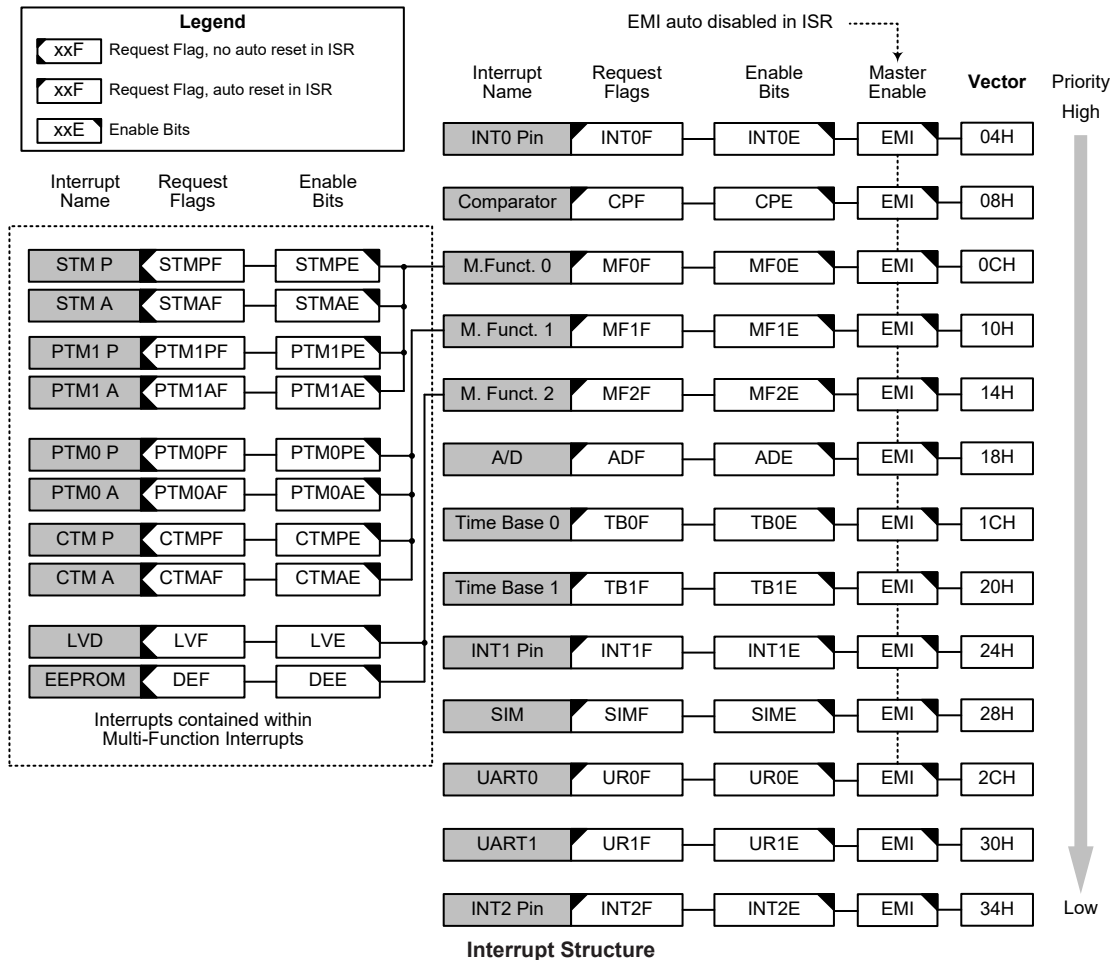 Legend
xxF Request Flag, no auto reset in ISR
xxF Request Flag, auto reset in ISR
xxE Enable Bits
EMI auto disabled in ISR
Interrupt Name Request Flags Enable Bits Master Enable Vector Priority
High
INT0 Pin INT0F INT0E EMI 04H
Comparator CPF CPE EMI 08H
M.Funct. 0 MF0F MF0E EMI 0CH
M. Funct. 1 MF1F MF1E EMI 10H
M. Funct. 2 MF2F MF2E EMI 14H
A/D ADF ADE EMI 18H
Time Base 0 TB0F TB0E EMI 1CH
Time Base 1 TB1F TB1E EMI 20H
INT1 Pin INT1F INT1E EMI 24H
SIM SIMF SIME EMI 28H
UART0 UR0F UR0E EMI 2CH
UART1 UR1F UR1E EMI 30H
INT2 Pin INT2F INT2E EMI 34H Low
Interrupt Name Request Flags Enable Bits
STM P STMPF STMPE
STM A STMAF STMAE
PTM1 P PTM1PF PTM1PE
PTM1 A PTM1AF PTM1AE
PTM0 P PTM0PF PTM0PE
PTM0 A PTM0AF PTM0AE
CTM P CTMPF CTMPE
CTM A CTMAF CTMAE
LVD LVF LVE
EEPROM DEF DEE
Interrupts contained within
Multi-Function Interrupts
Interrupt Structure